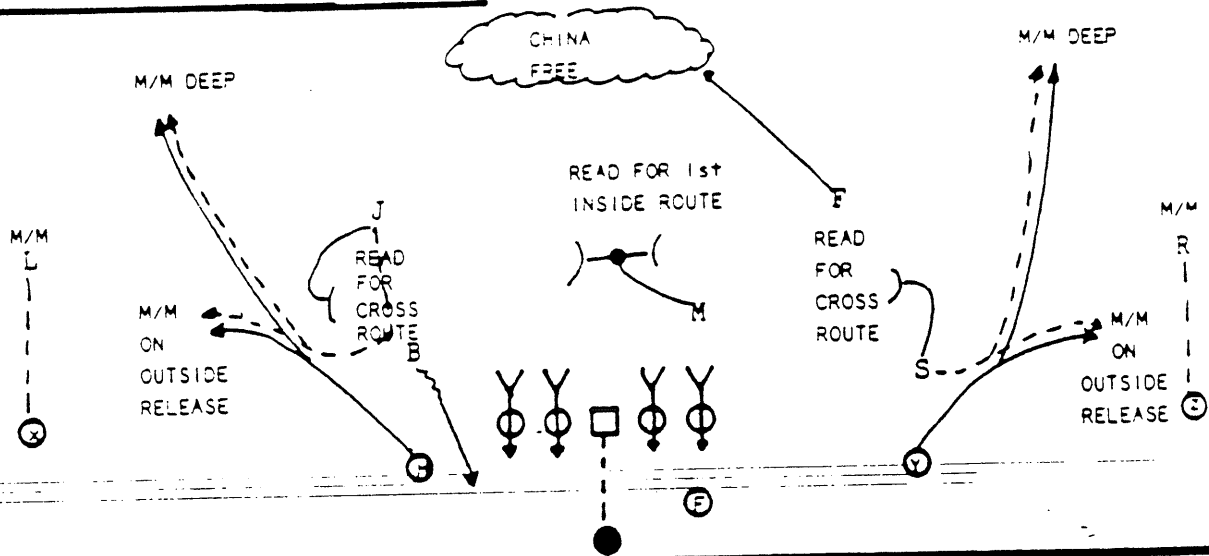 CHINA
FREE
M/M DEEP
M/M DEEP
READ FOR 1st
INSIDE ROUTE
F
READ
FOR
CROSS
ROUTE
J
READ
FOR
CROSS
ROUTE
M/M
L
M/M
R
M/M
ON
OUTSIDE
RELEASE
B
M
S
M/M
ON
OUTSIDE
RELEASE
X
H
Y
Z
F